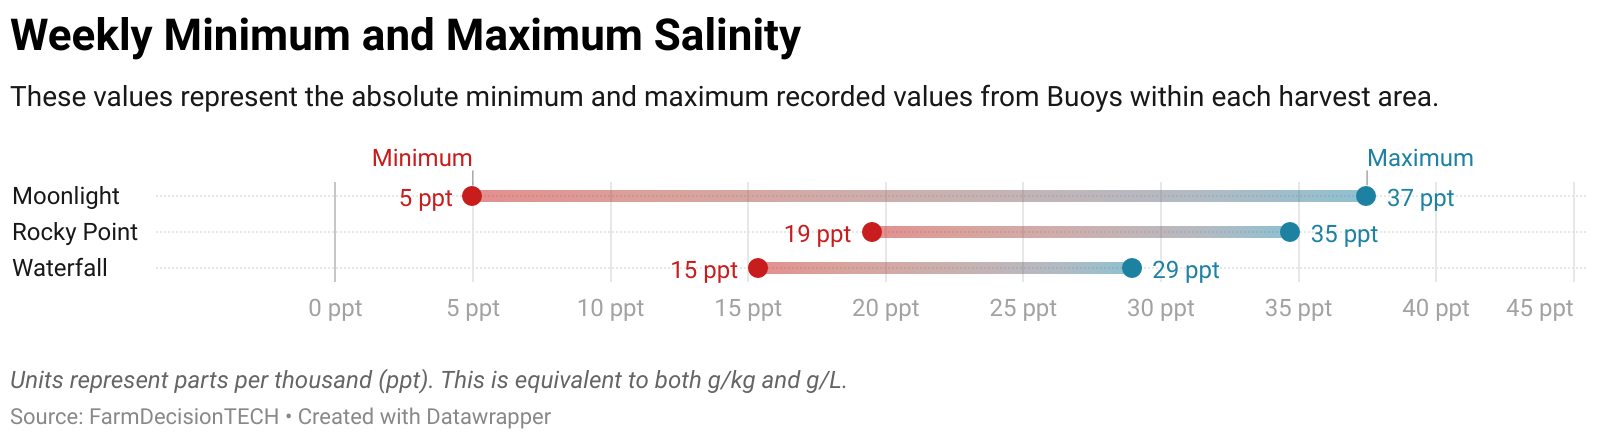 Weekly Minimum and Maximum Salinity
These values represent the absolute minimum and maximum recorded values from Buoys within each harvest area.
Minimum Maximum
Moonlight 5 ppt 37 ppt
Rocky Point 19 ppt 35 ppt
Waterfall 15 ppt 29 ppt
0 ppt 5 ppt 10 ppt 15 ppt 20 ppt 25 ppt 30 ppt 35 ppt 40 ppt 45 ppt
Units represent parts per thousand (ppt). This is equivalent to both g/kg and g/L.
Source: FarmDecisionTECH • Created with Datawrapper